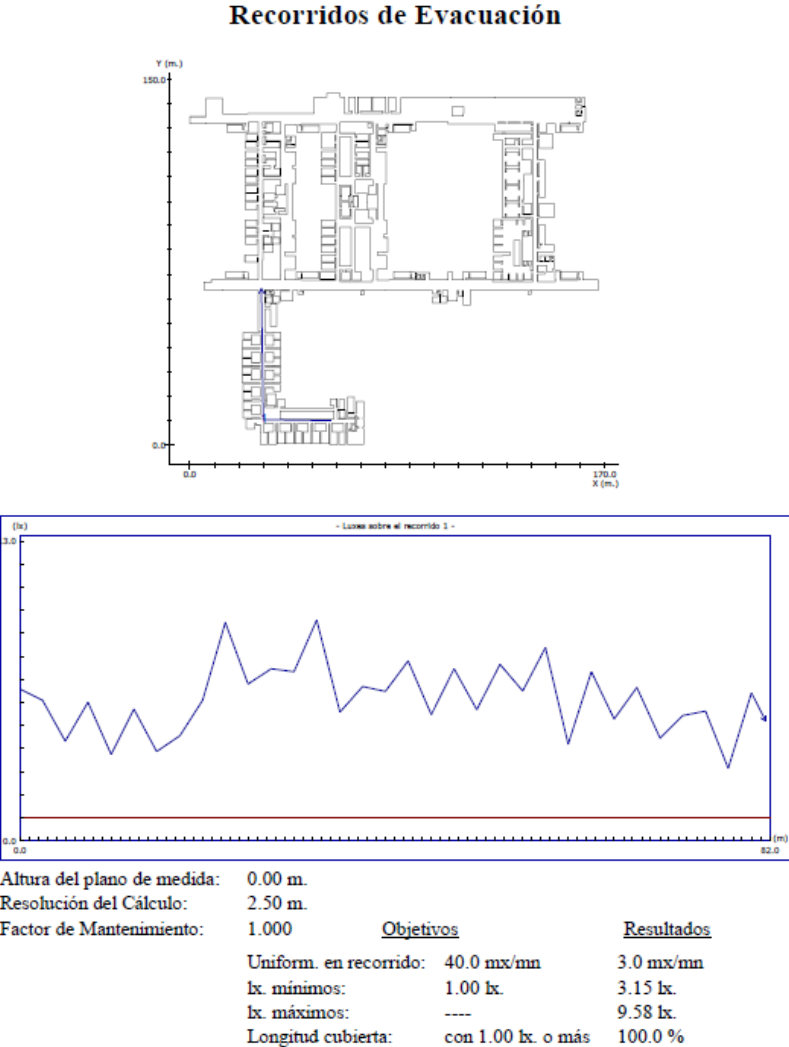 Recorridos de Evacuación
Y (m.)
150.0
0.0
0.0
170.0
X (m.)
(lx)
- Luxes sobre el recorrido 1 -
3.0
0.0
0.0
(m)
82.0
Altura del plano de medida: 0.00 m.
Resolución del Cálculo: 2.50 m.
Factor de Mantenimiento: 1.000 Objetivos Resultados
Uniform. en recorrido: 40.0 mx/mn 3.0 mx/mn
lx. mínimos: 1.00 lx. 3.15 lx.
lx. máximos: ---- 9.58 lx.
Longitud cubierta: con 1.00 lx. o más 100.0 %